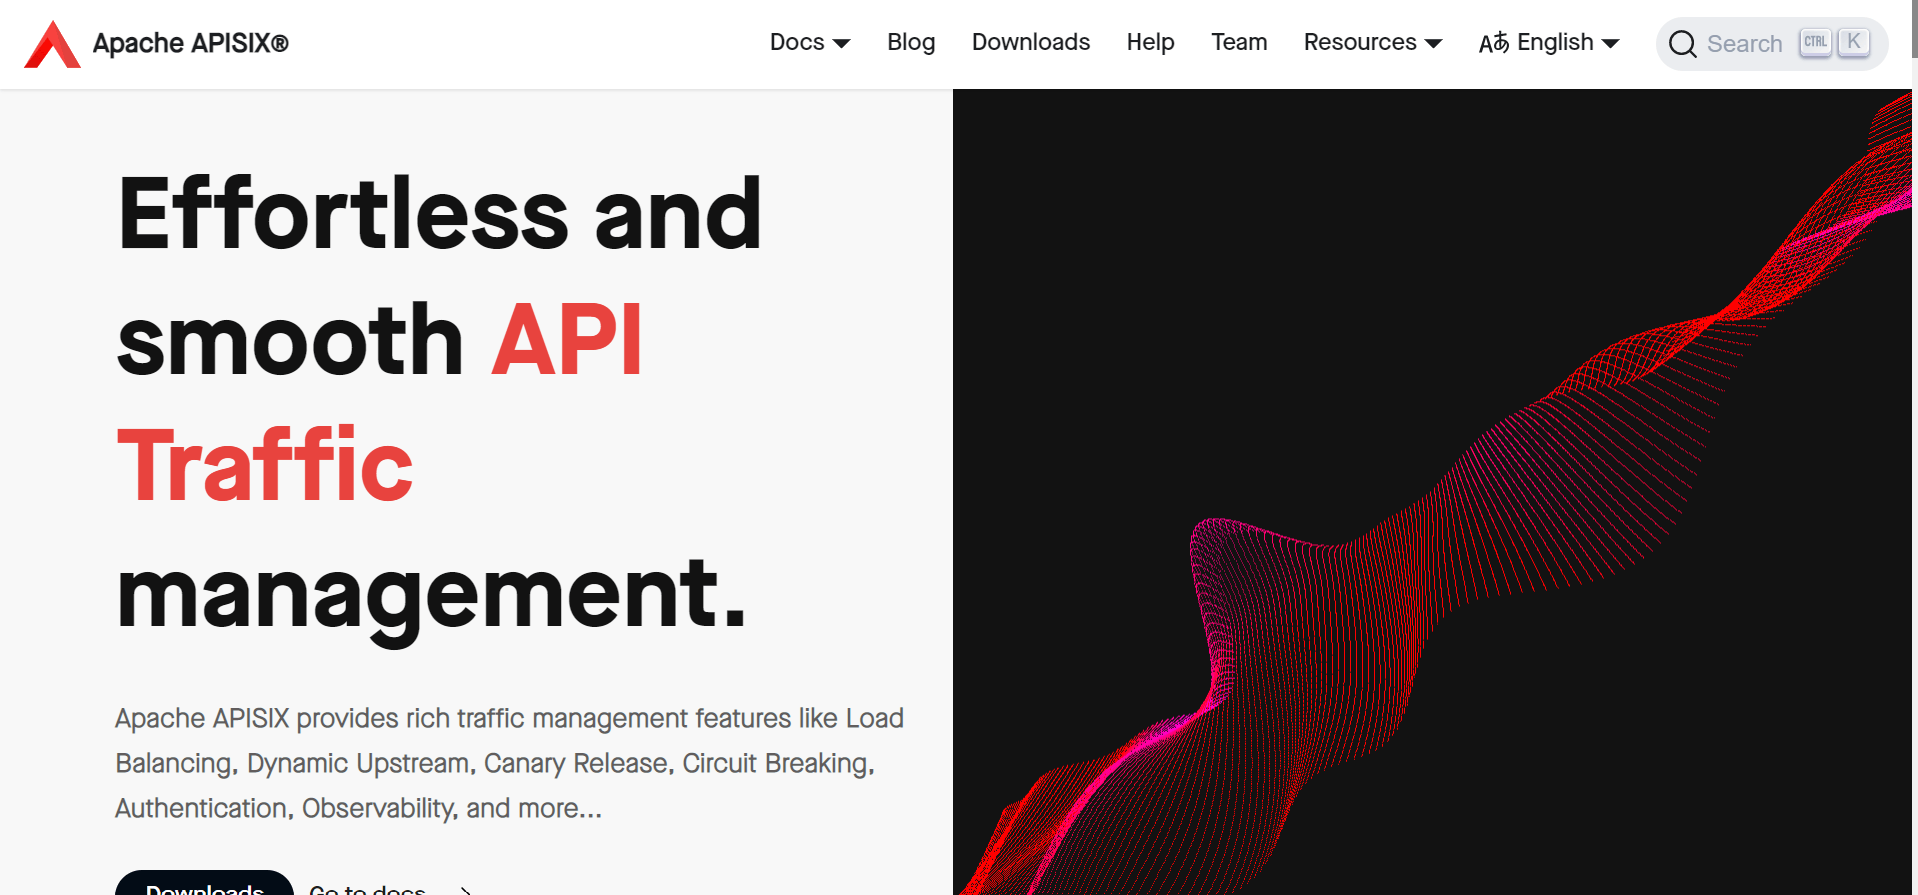 Apache APISIX®
Docs Blog Downloads Help Team Resources Aあ English Search CTRL K
Effortless and
smooth API
Traffic
management.
Apache APISIX provides rich traffic management features like Load
Balancing, Dynamic Upstream, Canary Release, Circuit Breaking,
Authentication, Observability, and more...
Downloads Go to docs